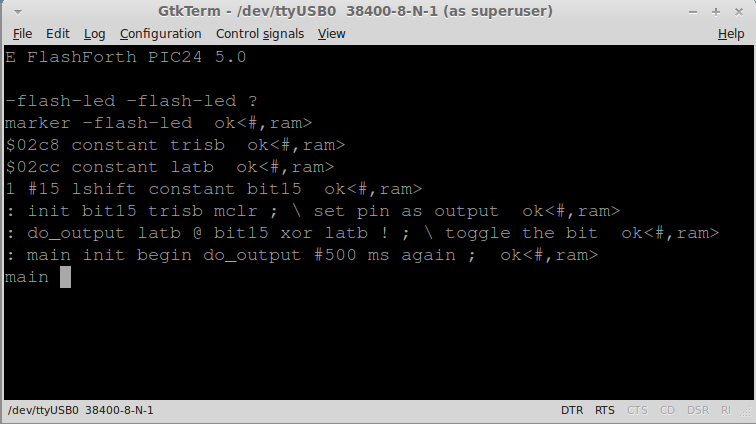 GtkTerm - /dev/ttyUSB0 38400-8-N-1 (as superuser)
File Edit Log Configuration Control signals View Help
E FlashForth PIC24 5.0
-flash-led -flash-led ?
marker -flash-led  ok<#,ram>
$02c8 constant trisb  ok<#,ram>
$02cc constant latb  ok<#,ram>
1 #15 lshift constant bit15  ok<#,ram>
: init bit15 trisb mclr ; \ set pin as output  ok<#,ram>
: do_output latb @ bit15 xor latb ! ; \ toggle the bit  ok<#,ram>
: main init begin do_output #500 ms again ;  ok<#,ram>
main
/dev/ttyUSB0 38400-8-N-1 DTR RTS CTS CD DSR RI